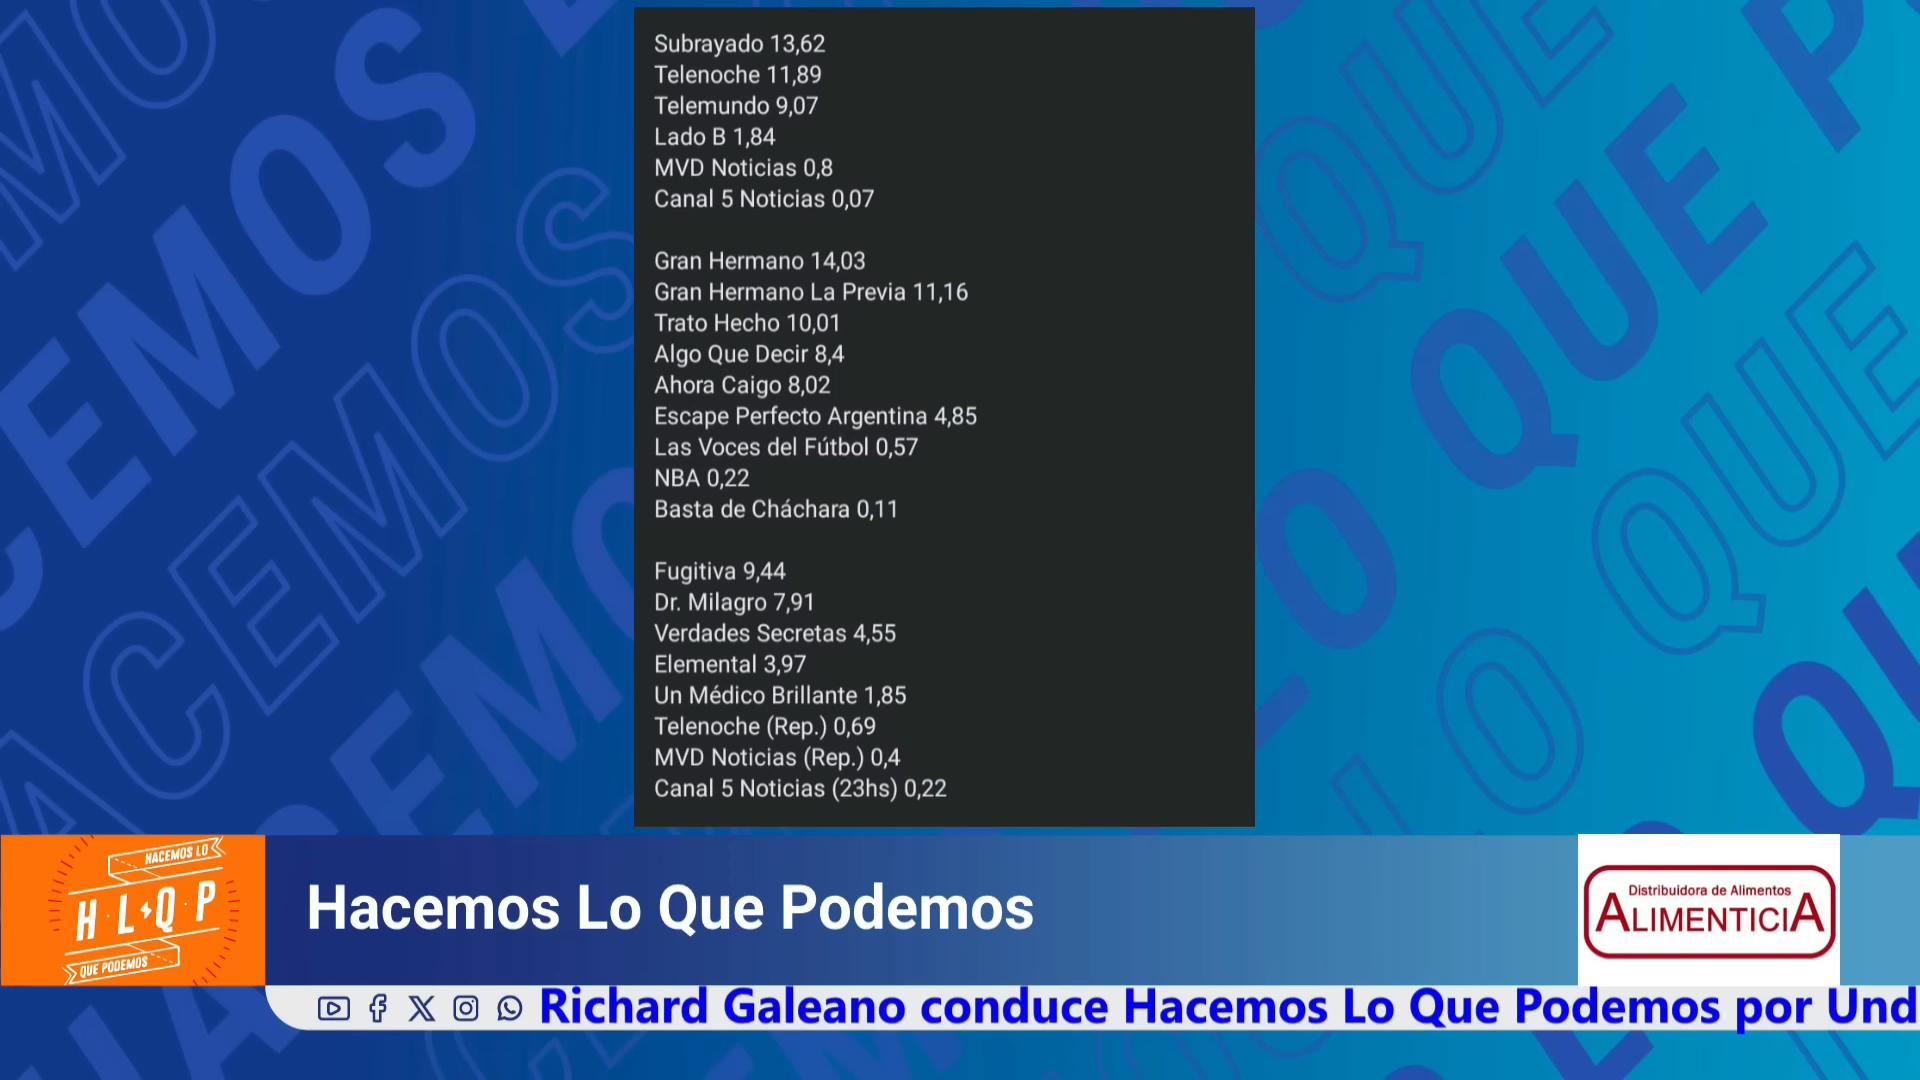 Subrayado 13,62
Telenoche 11,89
Telemundo 9,07
Lado B 1,84
MVD Noticias 0,8
Canal 5 Noticias 0,07
Gran Hermano 14,03
Gran Hermano La Previa 11,16
Trato Hecho 10,01
Algo Que Decir 8,4
Ahora Caigo 8,02
Escape Perfecto Argentina 4,85
Las Voces del Fútbol 0,57
NBA 0,22
Basta de Cháchara 0,11
Fugitiva 9,44
Dr. Milagro 7,91
Verdades Secretas 4,55
Elemental 3,97
Un Médico Brillante 1,85
Telenoche (Rep.) 0,69
MVD Noticias (Rep.) 0,4
Canal 5 Noticias (23hs) 0,22
HACEMOS LO
H·L·Q·P
QUE PODEMOS
Hacemos Lo Que Podemos
Distribuidora de Alimentos
ALIMENTICIA
Richard Galeano conduce Hacemos Lo Que Podemos por Und